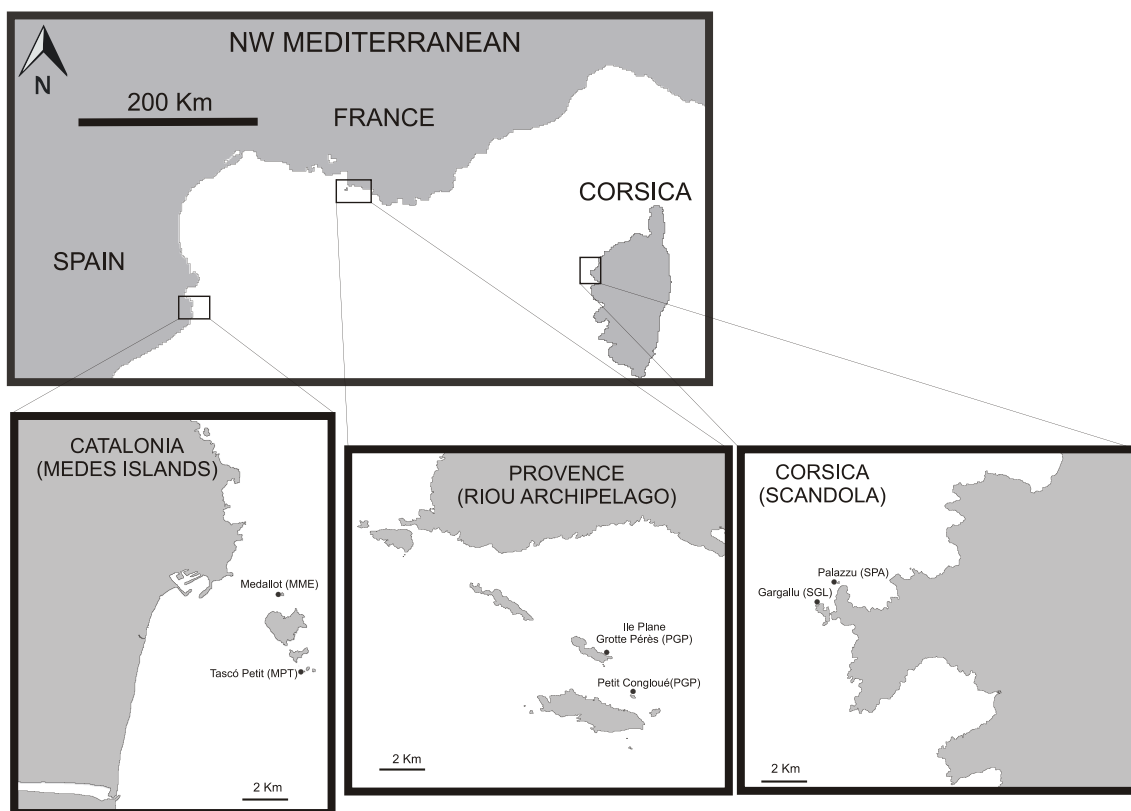 NW MEDITERRANEAN
N
200 Km
FRANCE
CORSICA
SPAIN
CATALONIA
(MEDES ISLANDS)
Medallot (MME)
Tascó Petit (MPT)
2 Km
PROVENCE
(RIOU ARCHIPELAGO)
Ile Plane
Grotte Pérès (PGP)
Petit Congloué(PGP)
2 Km
CORSICA
(SCANDOLA)
Palazzu (SPA)
Gargallu (SGL)
2 Km